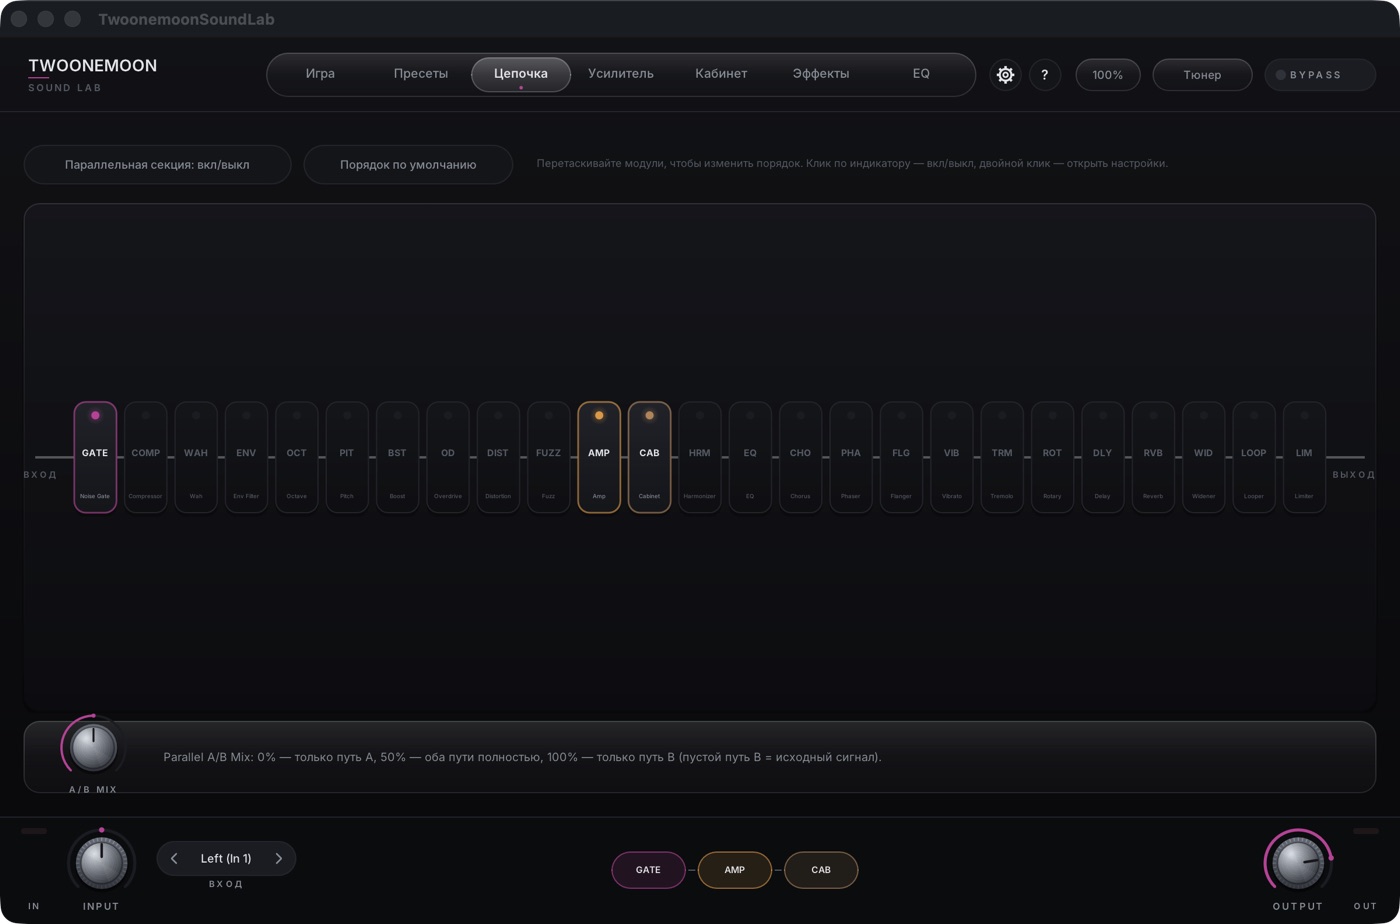 TwoonemoonSoundLab
TWOONEMOON
SOUND LAB
Игра
Пресеты
Цепочка
Усилитель
Кабинет
Эффекты
EQ
?
100%
Тюнер
BYPASS
Параллельная секция: вкл/выкл
Порядок по умолчанию
Перетаскивайте модули, чтобы изменить порядок. Клик по индикатору — вкл/выкл, двойной клик — открыть настройки.
ВХОД
GATE
Noise Gate
COMP
Compressor
WAH
Wah
ENV
Env Filter
OCT
Octave
PIT
Pitch
BST
Boost
OD
Overdrive
DIST
Distortion
FUZZ
Fuzz
AMP
Amp
CAB
Cabinet
HRM
Harmonizer
EQ
EQ
CHO
Chorus
PHA
Phaser
FLG
Flanger
VIB
Vibrato
TRM
Tremolo
ROT
Rotary
DLY
Delay
RVB
Reverb
WID
Widener
LOOP
Looper
LIM
Limiter
ВЫХОД
A/B MIX
Parallel A/B Mix: 0% — только путь A, 50% — оба пути полностью, 100% — только путь B (пустой путь B = исходный сигнал).
IN
INPUT
Left (In 1)
ВХОД
GATE
AMP
CAB
OUTPUT
OUT